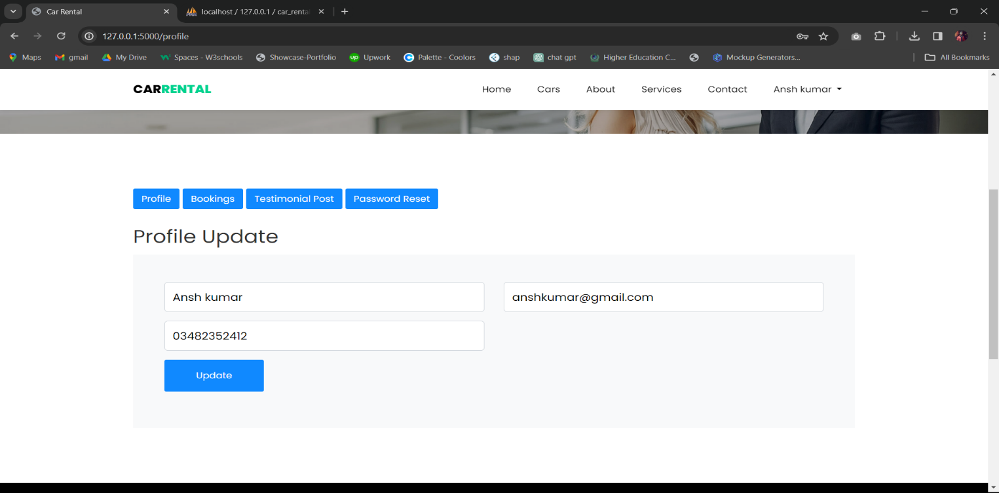 Car Rental
localhost / 127.0.0.1 / car_renta
127.0.0.1:5000/profile
Maps gmail My Drive Spaces - W3schools Showcase-Portfolio up Upwork Palette - Coolors shap chat gpt Higher Education C... Mockup Generators... All Bookmarks
CARRENTAL Home Cars About Services Contact Ansh kumar
Profile Bookings Testimonial Post Password Reset
Profile Update
Ansh kumar anshkumar@gmail.com
03482352412
Update